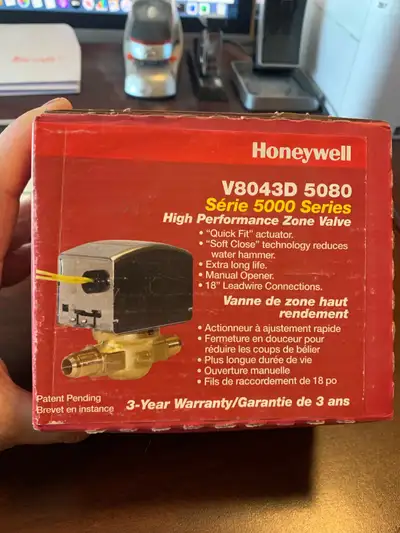 Honeywell
V8043D 5080
Série 5000 Series
High Performance Zone Valve
• "Quick Fit" actuator.
• "Soft Close" technology reduces
water hammer.
• Extra long life.
• Manual Opener.
• 18" Leadwire Connections.
Vanne de zone haut
rendement
• Actionneur à ajustement rapide
• Fermeture en douceur pour
réduire les coups de bélier
• Plus longue durée de vie
• Ouverture manuelle
• Fils de raccordement de 18 po
Patent Pending
Brevet en instance
3-Year Warranty/Garantie de 3 ans